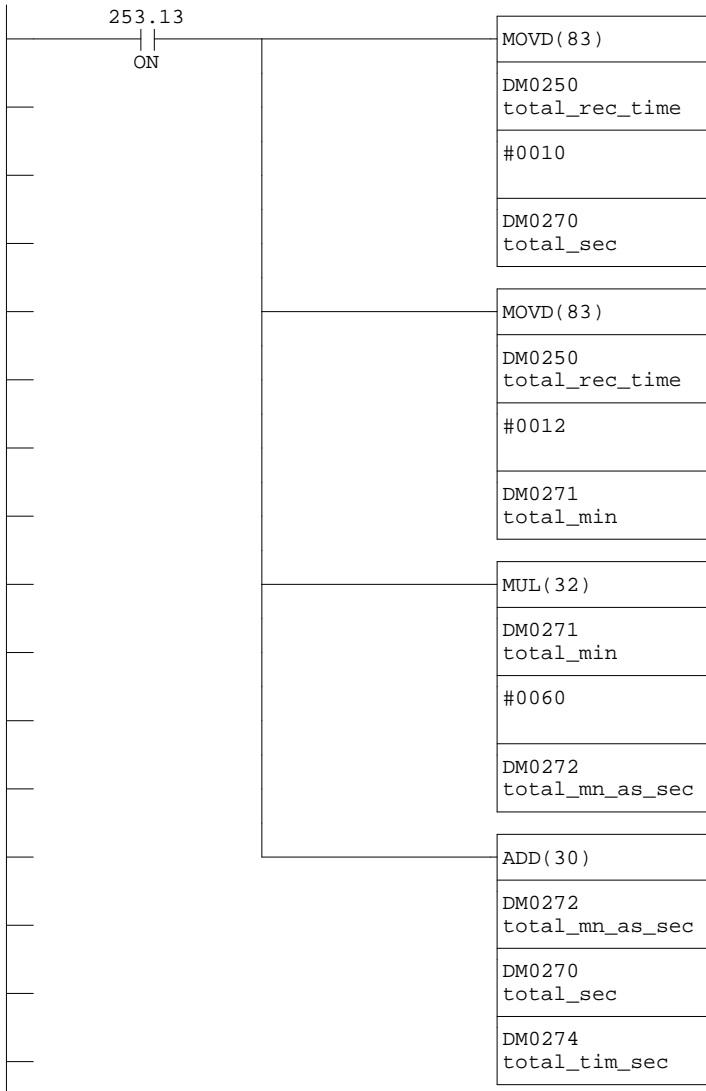 253.13
ON
MOVD(83)
DM0250
total_rec_time
#0010
DM0270
total_sec
MOVD(83)
DM0250
total_rec_time
#0012
DM0271
total_min
MUL(32)
DM0271
total_min
#0060
DM0272
total_mn_as_sec
ADD(30)
DM0272
total_mn_as_sec
DM0270
total_sec
DM0274
total_tim_sec